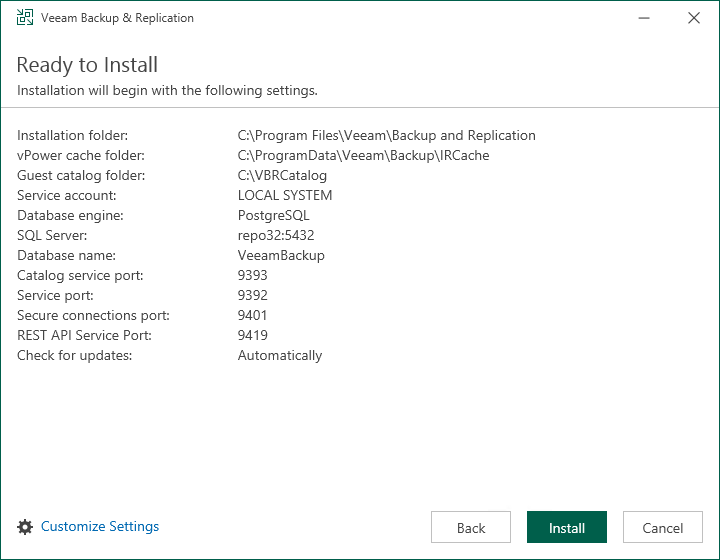 Veeam Backup & Replication
Ready to Install
Installation will begin with the following settings.
Installation folder: C:\Program Files\Veeam\Backup and Replication
vPower cache folder: C:\ProgramData\Veeam\Backup\IRCache
Guest catalog folder: C:\VBRCatalog
Service account: LOCAL SYSTEM
Database engine: PostgreSQL
SQL Server: repo32:5432
Database name: VeeamBackup
Catalog service port: 9393
Service port: 9392
Secure connections port: 9401
REST API Service Port: 9419
Check for updates: Automatically
Customize Settings Back Install Cancel